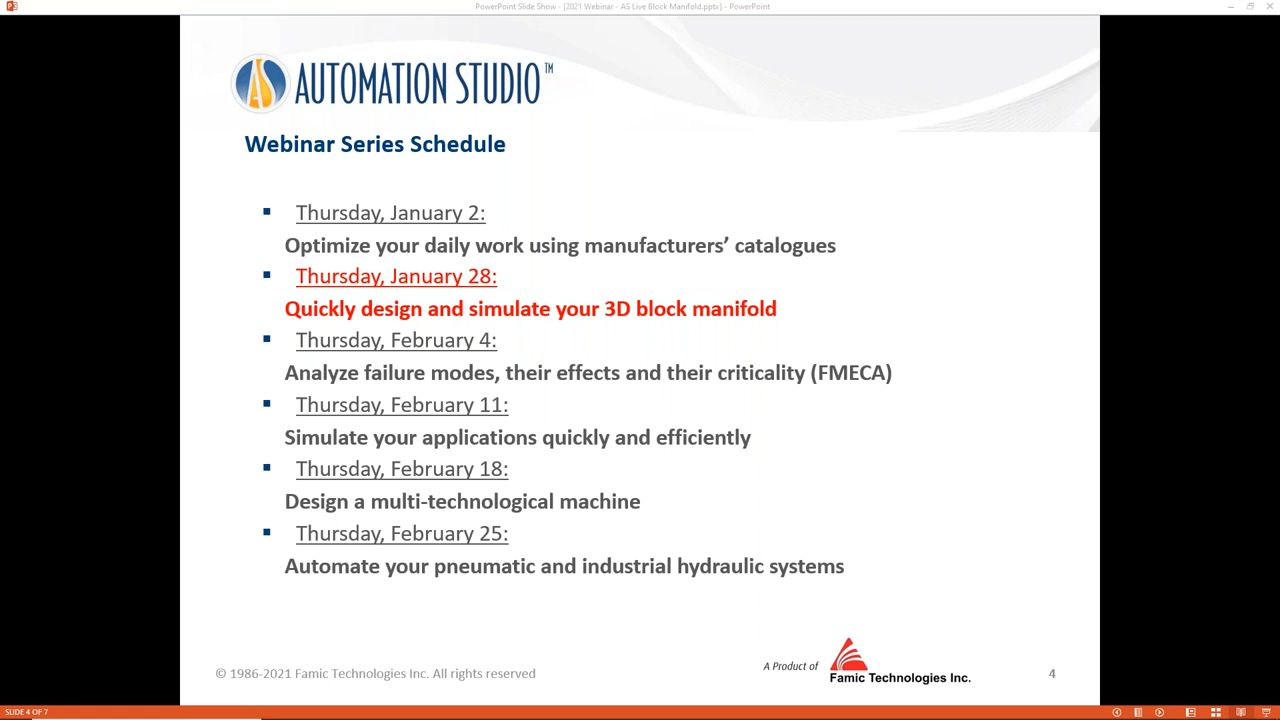 PowerPoint Slide Show - [2021 Webinar - AS Live Block Manifold.ppts] - PowerPoint
AUTOMATION STUDIO™
Webinar Series Schedule
Thursday, January 2:
Optimize your daily work using manufacturers’ catalogues
Thursday, January 28:
Quickly design and simulate your 3D block manifold
Thursday, February 4:
Analyze failure modes, their effects and their criticality (FMECA)
Thursday, February 11:
Simulate your applications quickly and efficiently
Thursday, February 18:
Design a multi-technological machine
Thursday, February 25:
Automate your pneumatic and industrial hydraulic systems
© 1986-2021 Famic Technologies Inc. All rights reserved
A Product of
Famic Technologies Inc.
4
SLIDE 4 OF 7